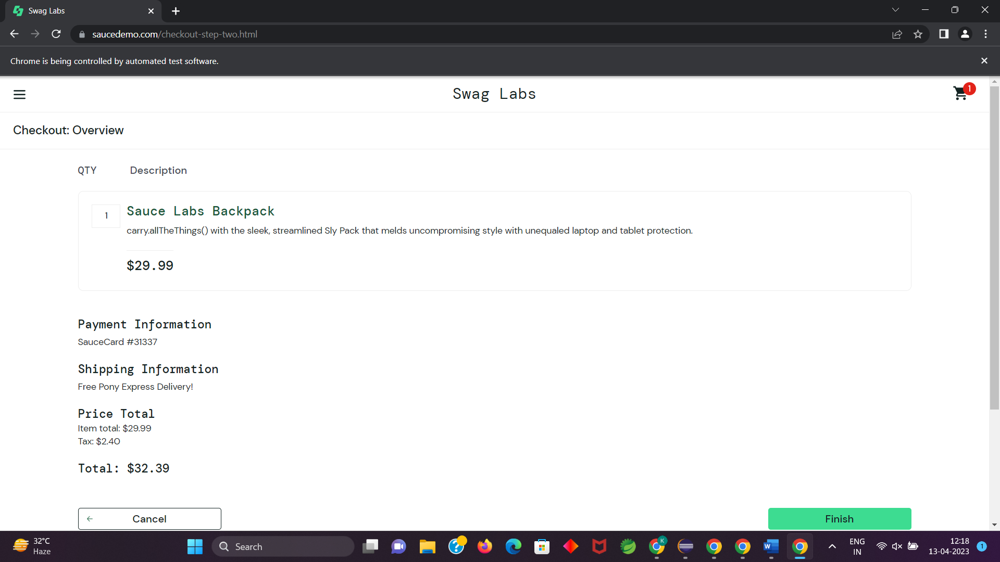 Swag Labs
saucedemo.com/checkout-step-two.html
Chrome is being controlled by automated test software.
Swag Labs
1
Checkout: Overview
QTY Description
1 Sauce Labs Backpack
carry.allTheThings() with the sleek, streamlined Sly Pack that melds uncompromising style with unequaled laptop and tablet protection.
$29.99
Payment Information
SauceCard #31337
Shipping Information
Free Pony Express Delivery!
Price Total
Item total: $29.99
Tax: $2.40
Total: $32.39
Cancel
Finish
32°C
Haze
Search
K
W
ENG
IN
12:18
13-04-2023
1